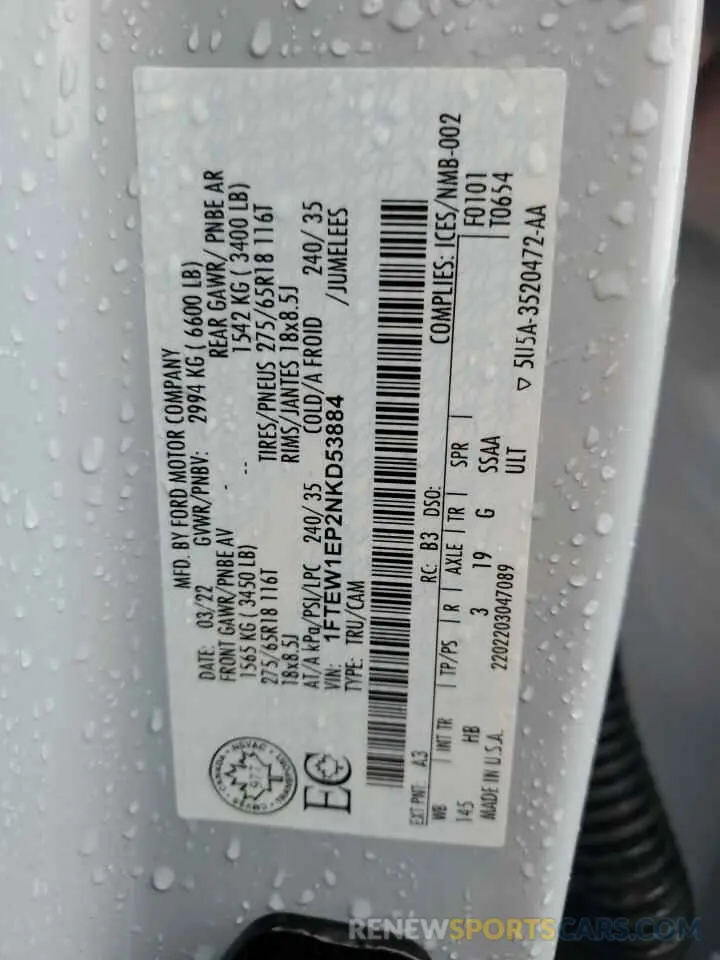 MFD. BY FORD MOTOR COMPANY
DATE: 03/22 GVWR/PNBV: 2994 KG ( 6600 LB)
FRONT GAWR/PNBE AV - REAR GAWR/ PNBE AR
1565 KG ( 3450 LB) -- 1542 KG ( 3400 LB)
275/65R18 116T TIRES/PNEUS 275/65R18 116T
18x8.5J RIMS/JANTES 18x8.5J
AT/A kPa/PSI/LPC 240/ 35 COLD/A FROID 240/ 35
VIN: 1FTEW1EP2NKD53884 /JUMELEES
TYPE: TRU/CAM
EC
EXT PNT: A3 RC: B3 DSO: COMPLIES: ICES/NMB-002
WB INT TR TP/PS R AXLE TR SPR F0101
T0654
145 HB 3 19 G SSAA
ULT
MADE IN U.S.A. 2202203047089 ▽ 5U5A-3520472-AA
RENEWSPORTSCARS.COM